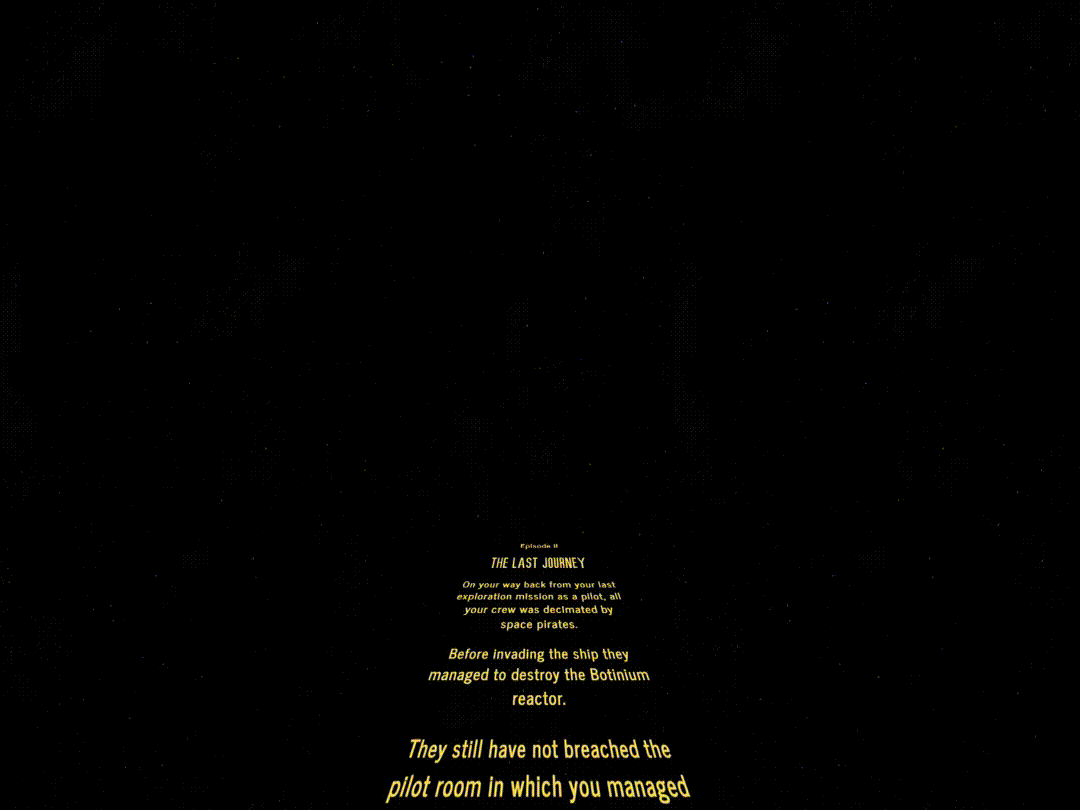 Episode II
THE LAST JOURNEY
On your way back from your last
exploration mission as a pilot, all
your crew was decimated by
space pirates.
Before invading the ship they
managed to destroy the Botinium
reactor.
They still have not breached the
pilot room in which you managed